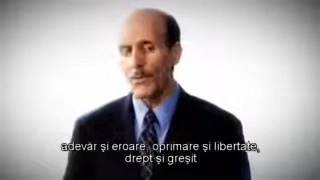 adevăr și eroare, oprimare și libertate,
drept și greșit